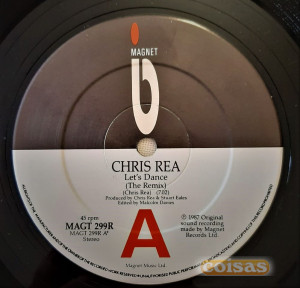 MAGNET
CHRIS REA
Let's Dance
(The Remix)
(Chris Rea) (7.02)
Produced by Chris Rea & Stuart Eales
Edited by Malcolm Davies
45 rpm
MAGT 299R
MAGT 299R A
Stereo
A
℗ 1987 Original
sound recording
made by Magnet
Records Ltd.
Magnet Music Ltd.
coisas